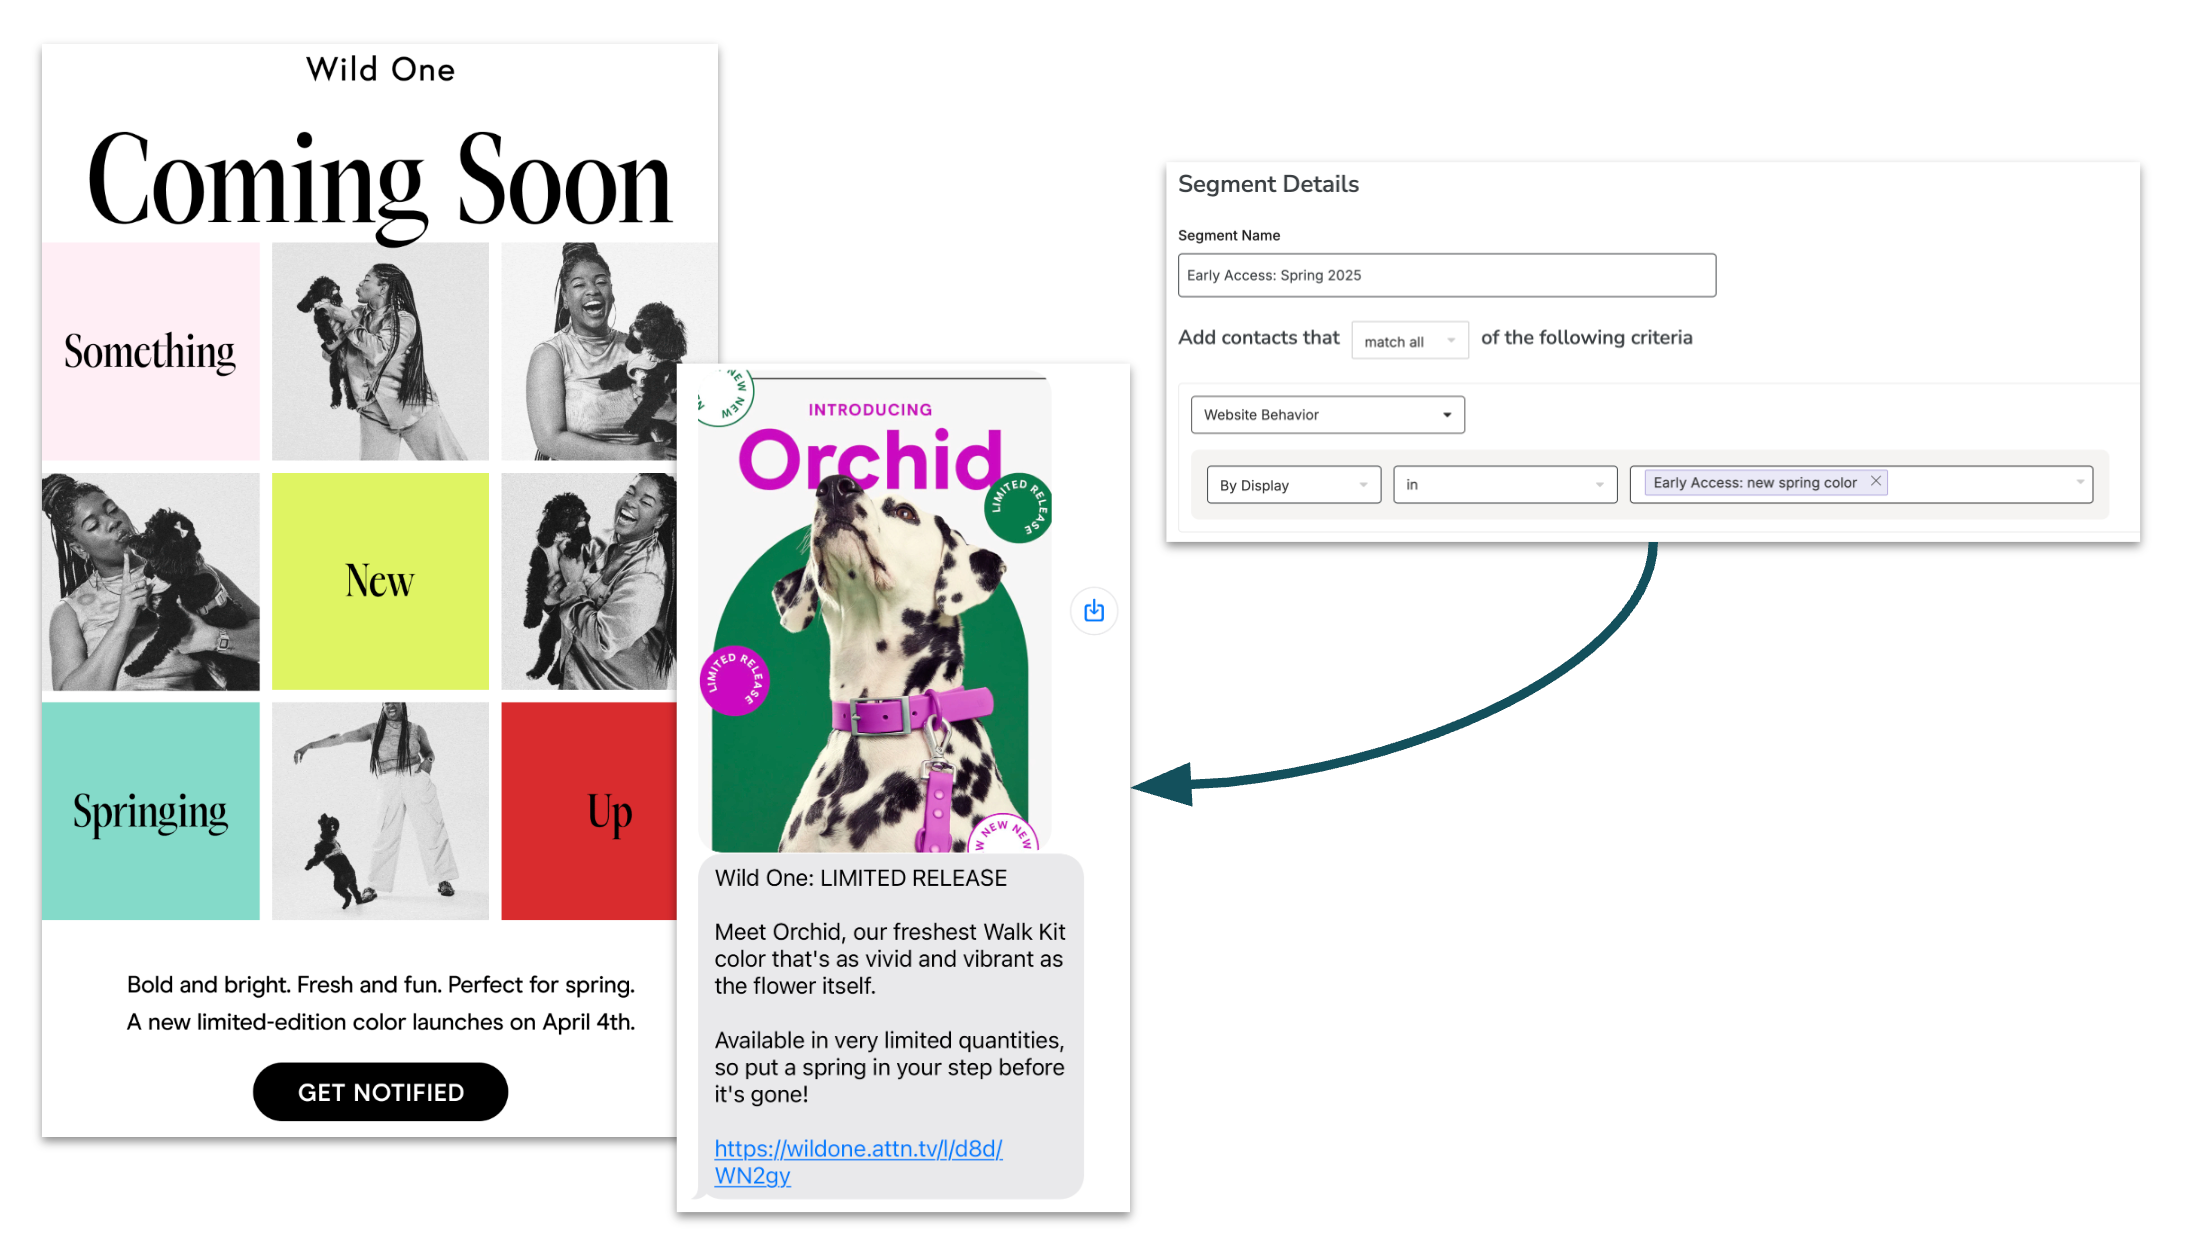 Wild One
Coming Soon
Something
New
Springing
Up
Bold and bright. Fresh and fun. Perfect for spring.
A new limited-edition color launches on April 4th.
GET NOTIFIED
NEW NEW
INTRODUCING
Orchid
LIMITED RELEASE
LIMITED RELEASE
NEW NEW
Wild One: LIMITED RELEASE
Meet Orchid, our freshest Walk Kit
color that's as vivid and vibrant as
the flower itself.
Available in very limited quantities,
so put a spring in your step before
it's gone!
https://wildone.attn.tv/l/d8d/
WN2gy
Segment Details
Segment Name
Early Access: Spring 2025
Add contacts that match all of the following criteria
Website Behavior
By Display in Early Access: new spring color